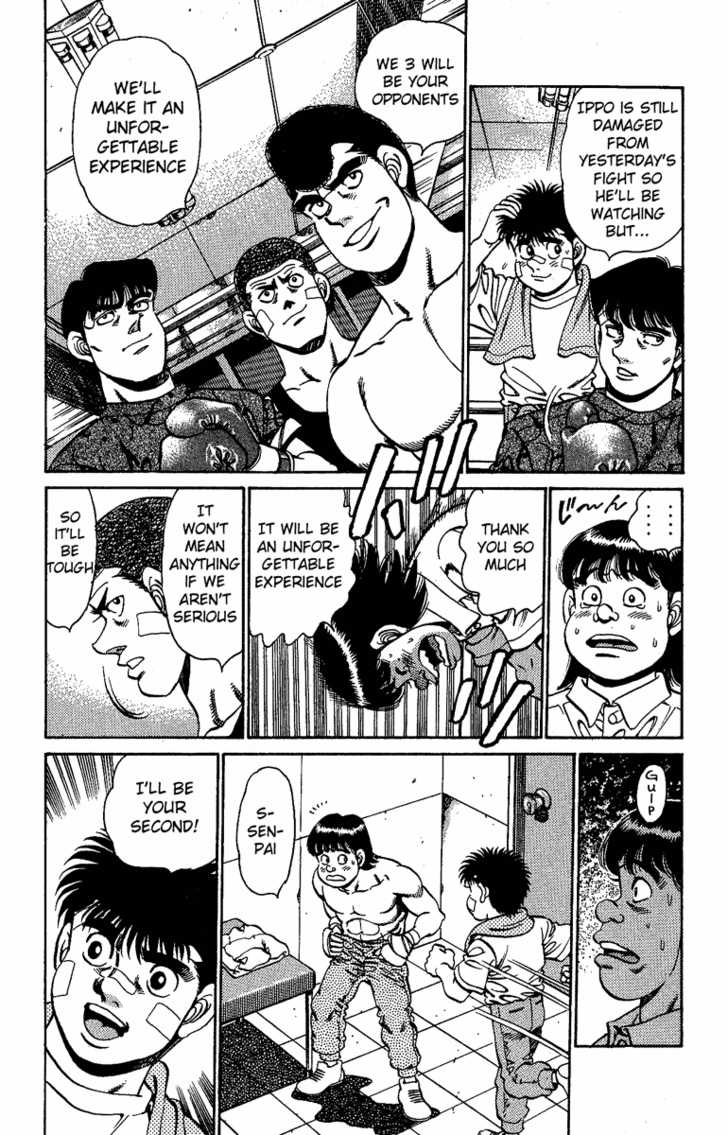 IPPO IS STILL
DAMAGED
FROM
YESTERDAY'S
FIGHT SO
HE'LL BE
WATCHING
BUT...
WE 3 WILL
BE YOUR
OPPONENTS
WE'LL
MAKE IT AN
UNFOR-
GETTABLE
EXPERIENCE
じ〜ん
....
....
THANK
YOU SO
MUCH
IT WILL BE
AN UNFOR-
GETTABLE
EXPERIENCE
IT
WON'T
MEAN
ANYTHING
IF WE
AREN'T
SERIOUS
SO
IT'LL
BE
TOUGH
GulP
S-
SEN-
PAI
I'LL BE
YOUR
SECOND!